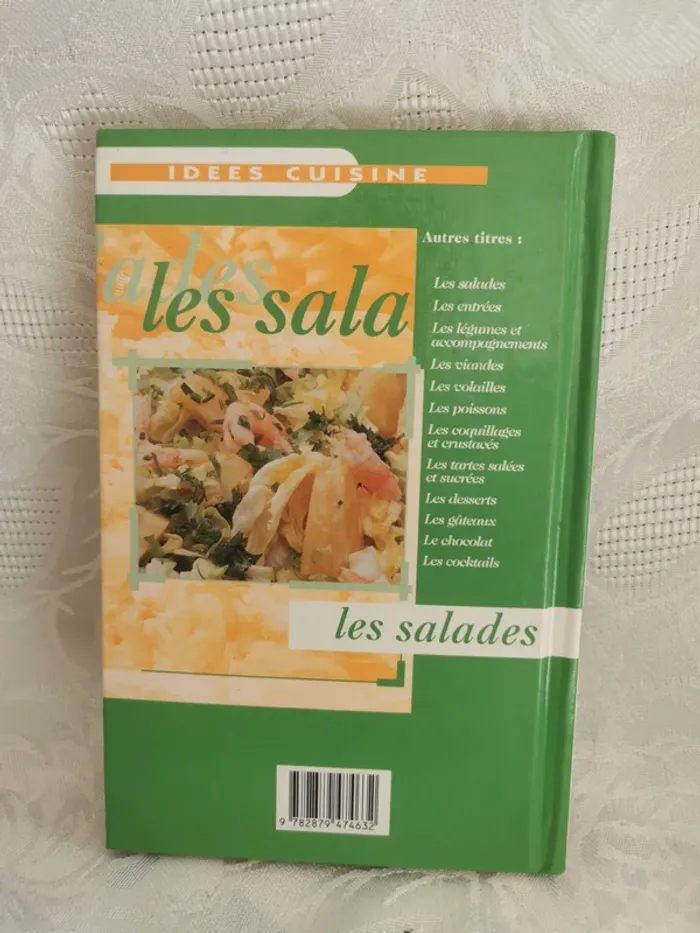 IDEES CUISINE
ades
les sala
Autres titres :
Les salades
Les entrées
Les légumes et
accompagnements
Les viandes
Les volailles
Les poissons
Les coquillages
et crustacés
Les tartes salées
et sucrées
Les desserts
Les gâteaux
Le chocolat
Les cocktails
les salades
9 782879 474632